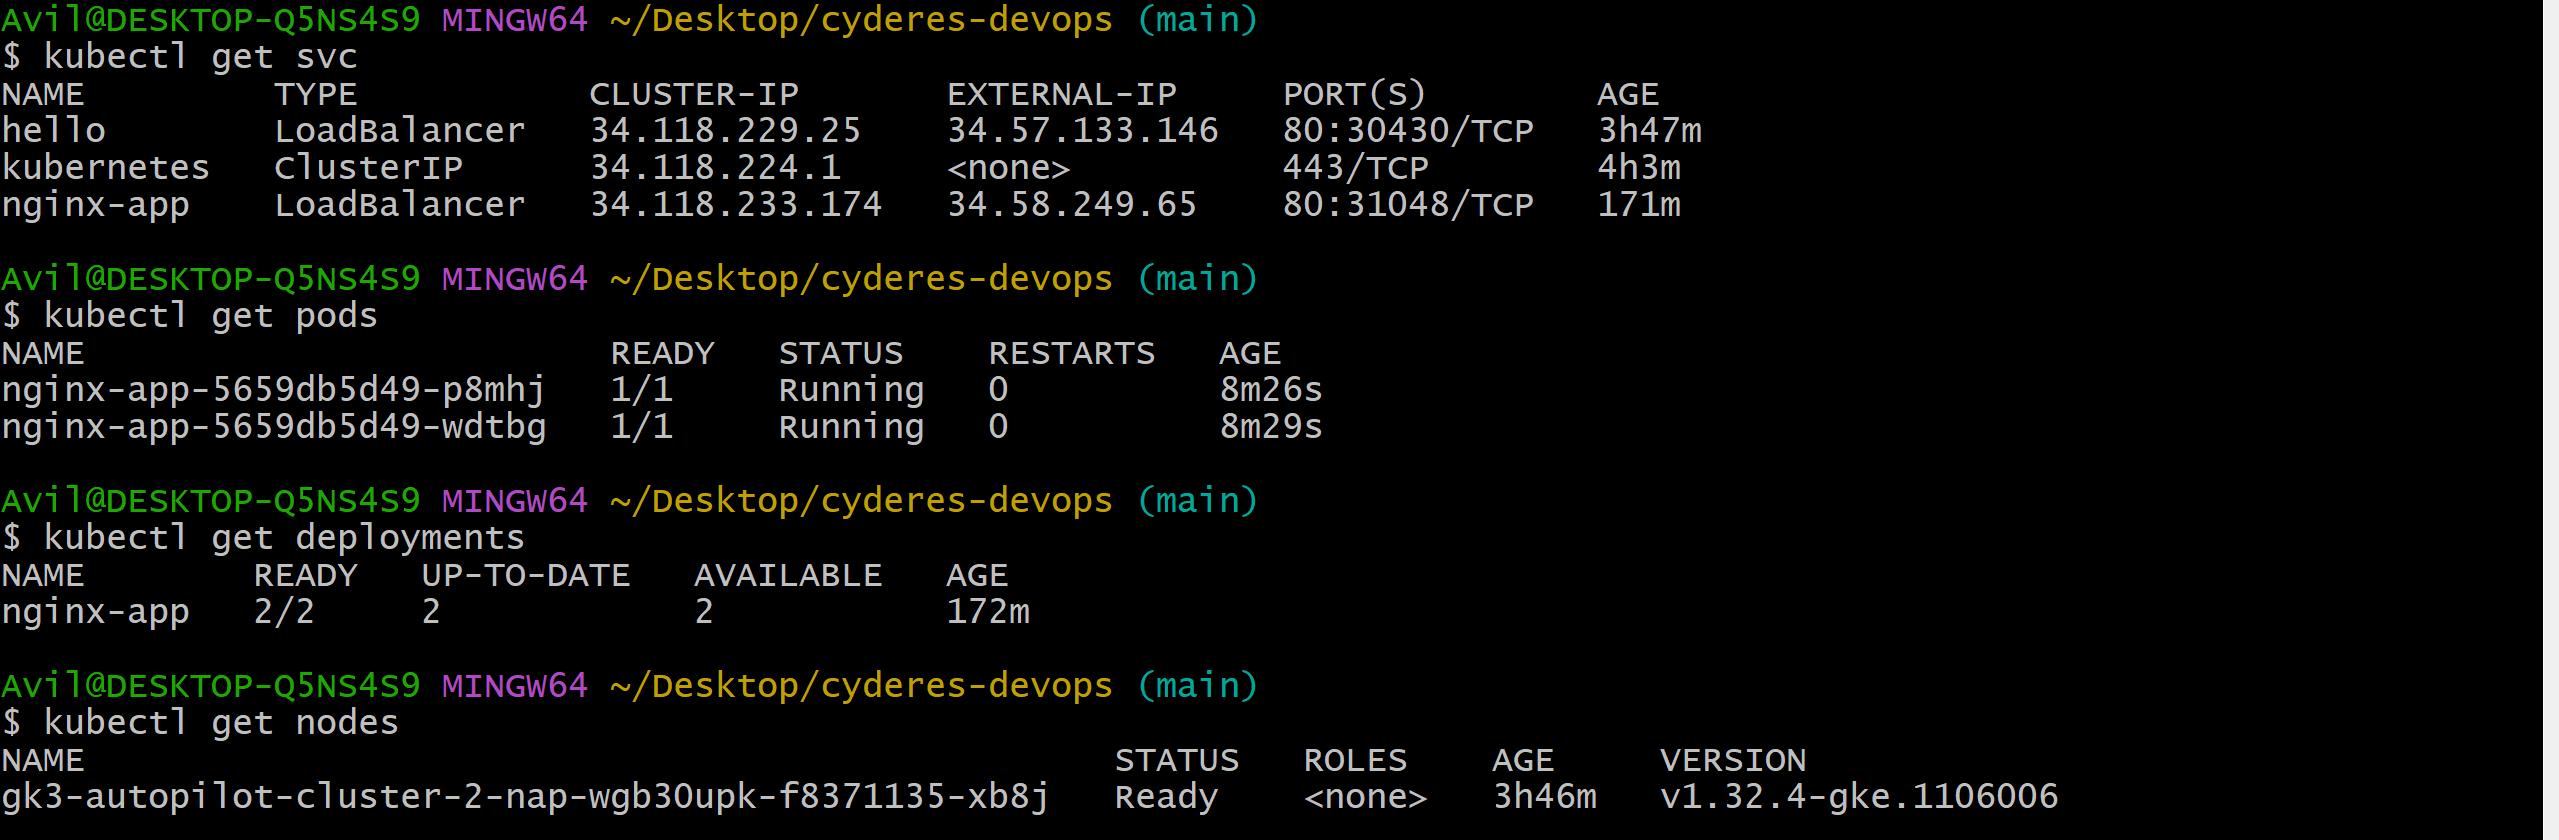 Avil@DESKTOP-Q5NS4S9 MINGW64 ~/Desktop/cyderes-devops (main)
$ kubectl get svc
NAME         TYPE           CLUSTER-IP       EXTERNAL-IP     PORT(S)        AGE
hello        LoadBalancer   34.118.229.25    34.57.133.146   80:30430/TCP   3h47m
kubernetes   ClusterIP      34.118.224.1     <none>          443/TCP        4h3m
nginx-app    LoadBalancer   34.118.233.174   34.58.249.65    80:31048/TCP   171m

Avil@DESKTOP-Q5NS4S9 MINGW64 ~/Desktop/cyderes-devops (main)
$ kubectl get pods
NAME                         READY   STATUS    RESTARTS   AGE
nginx-app-5659db5d49-p8mhj   1/1     Running   0          8m26s
nginx-app-5659db5d49-wdtbg   1/1     Running   0          8m29s

Avil@DESKTOP-Q5NS4S9 MINGW64 ~/Desktop/cyderes-devops (main)
$ kubectl get deployments
NAME        READY   UP-TO-DATE   AVAILABLE   AGE
nginx-app   2/2     2            2           172m

Avil@DESKTOP-Q5NS4S9 MINGW64 ~/Desktop/cyderes-devops (main)
$ kubectl get nodes
NAME                                                 STATUS   ROLES    AGE     VERSION
gk3-autopilot-cluster-2-nap-wgb30upk-f8371135-xb8j   Ready    <none>   3h46m   v1.32.4-gke.1106006